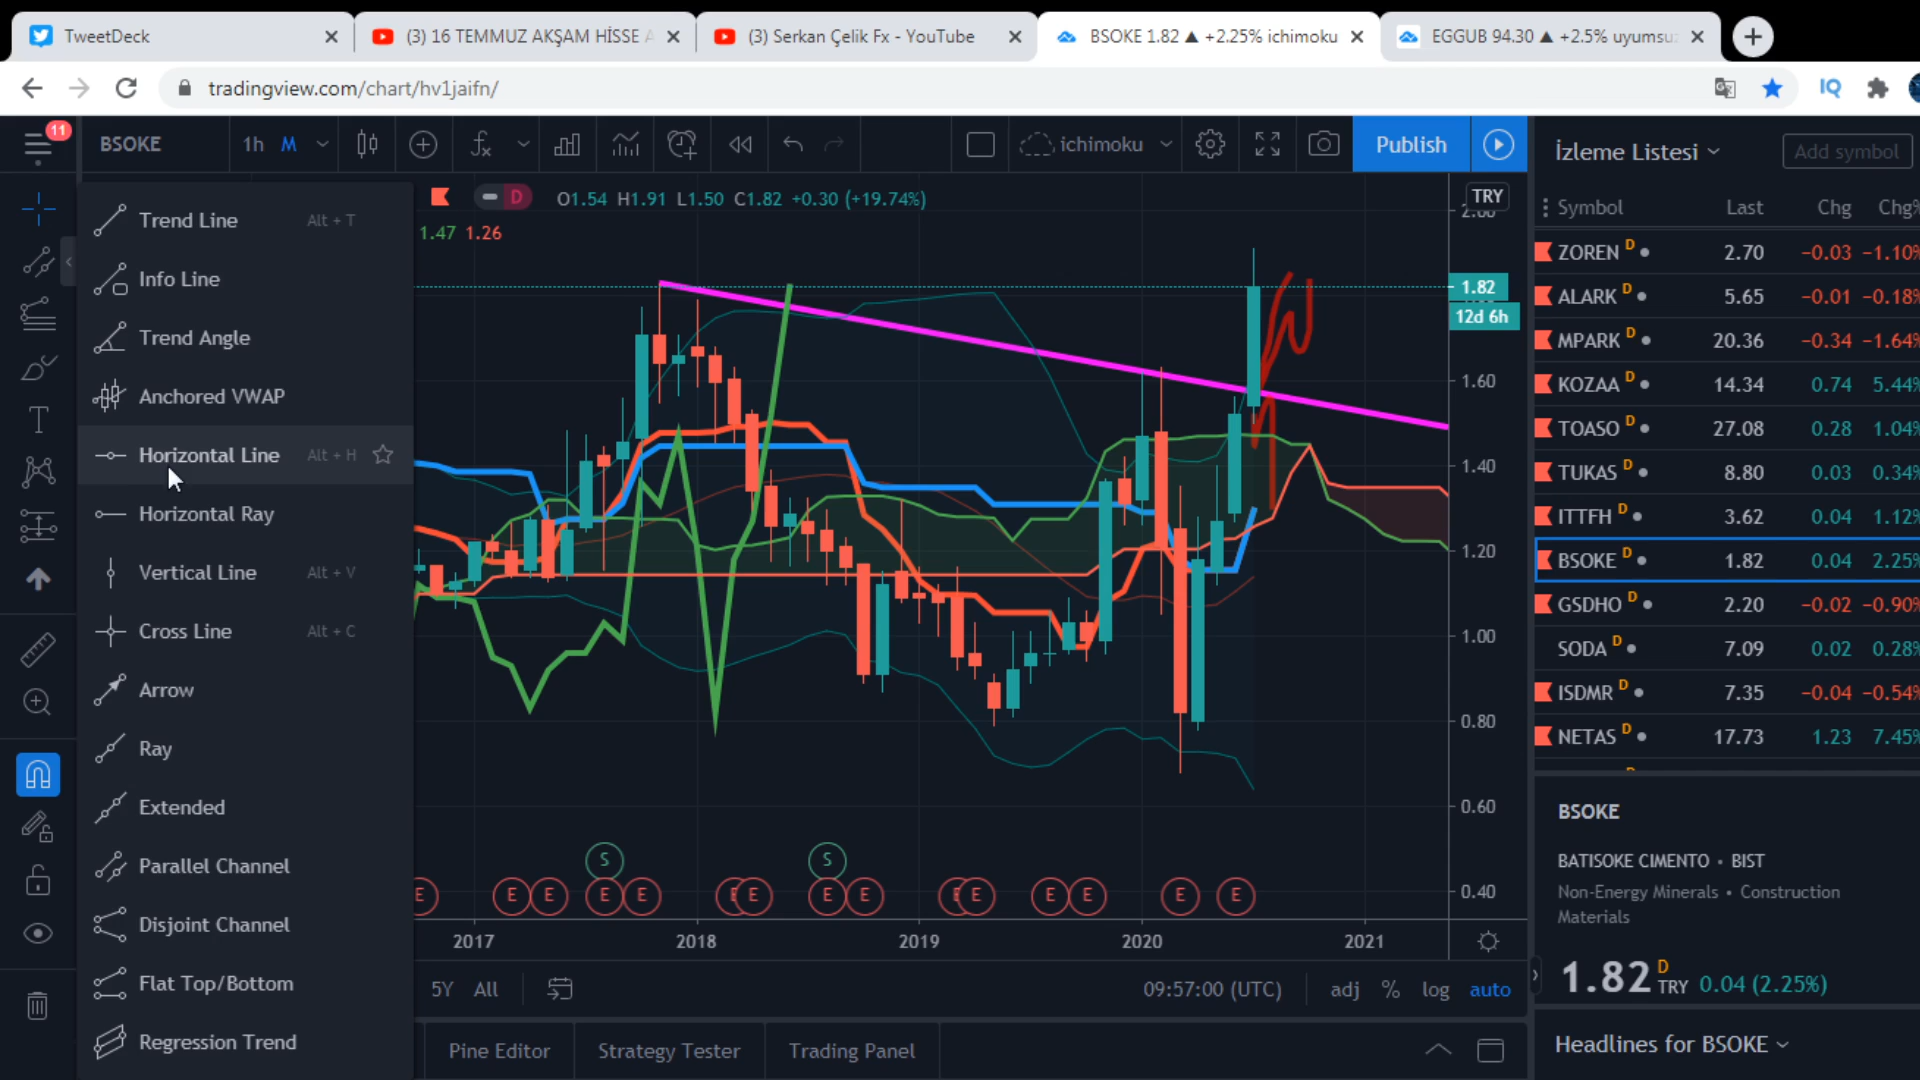 TweetDeck
(3) 16 TEMMUZ AKŞAM HİSSE A
(3) Serkan Çelik Fx - YouTube
BSOKE 1.82 ▲ +2.25% ichimoku
EGGUB 94.30 ▲ +2.5% uyumsu
tradingview.com/chart/hv1jaifn/
IQ
11
BSOKE
1h M
ichimoku
Publish
İzleme Listesi
Add symbol
Trend Line Alt + T
Info Line
Trend Angle
Anchored VWAP
Horizontal Line Alt + H
Horizontal Ray
Vertical Line Alt + V
Cross Line Alt + C
Arrow
Ray
Extended
Parallel Channel
Disjoint Channel
Flat Top/Bottom
Regression Trend
D O1.54 H1.91 L1.50 C1.82 +0.30 (+19.74%)
1.47 1.26
TRY
2.00
1.82
12d 6h
1.60
1.40
1.20
1.00
0.80
0.60
0.40
S S
E E E E E E E E E E E E E E E
2017 2018 2019 2020 2021
5Y All
09:57:00 (UTC) adj % log auto
Pine Editor Strategy Tester Trading Panel
Symbol Last Chg Chg%
ZOREN D 2.70 −0.03 −1.10%
ALARK D 5.65 −0.01 −0.18%
MPARK D 20.36 −0.34 −1.64%
KOZAA D 14.34 0.74 5.44%
TOASO D 27.08 0.28 1.04%
TUKAS D 8.80 0.03 0.34%
ITTFH D 3.62 0.04 1.12%
BSOKE D 1.82 0.04 2.25%
GSDHO D 2.20 −0.02 −0.90%
SODA D 7.09 0.02 0.28%
ISDMR D 7.35 −0.04 −0.54%
NETAS D 17.73 1.23 7.45%
BSOKE
BATISOKE CIMENTO • BIST
Non-Energy Minerals • Construction
Materials
1.82 D TRY 0.04 (2.25%)
Headlines for BSOKE